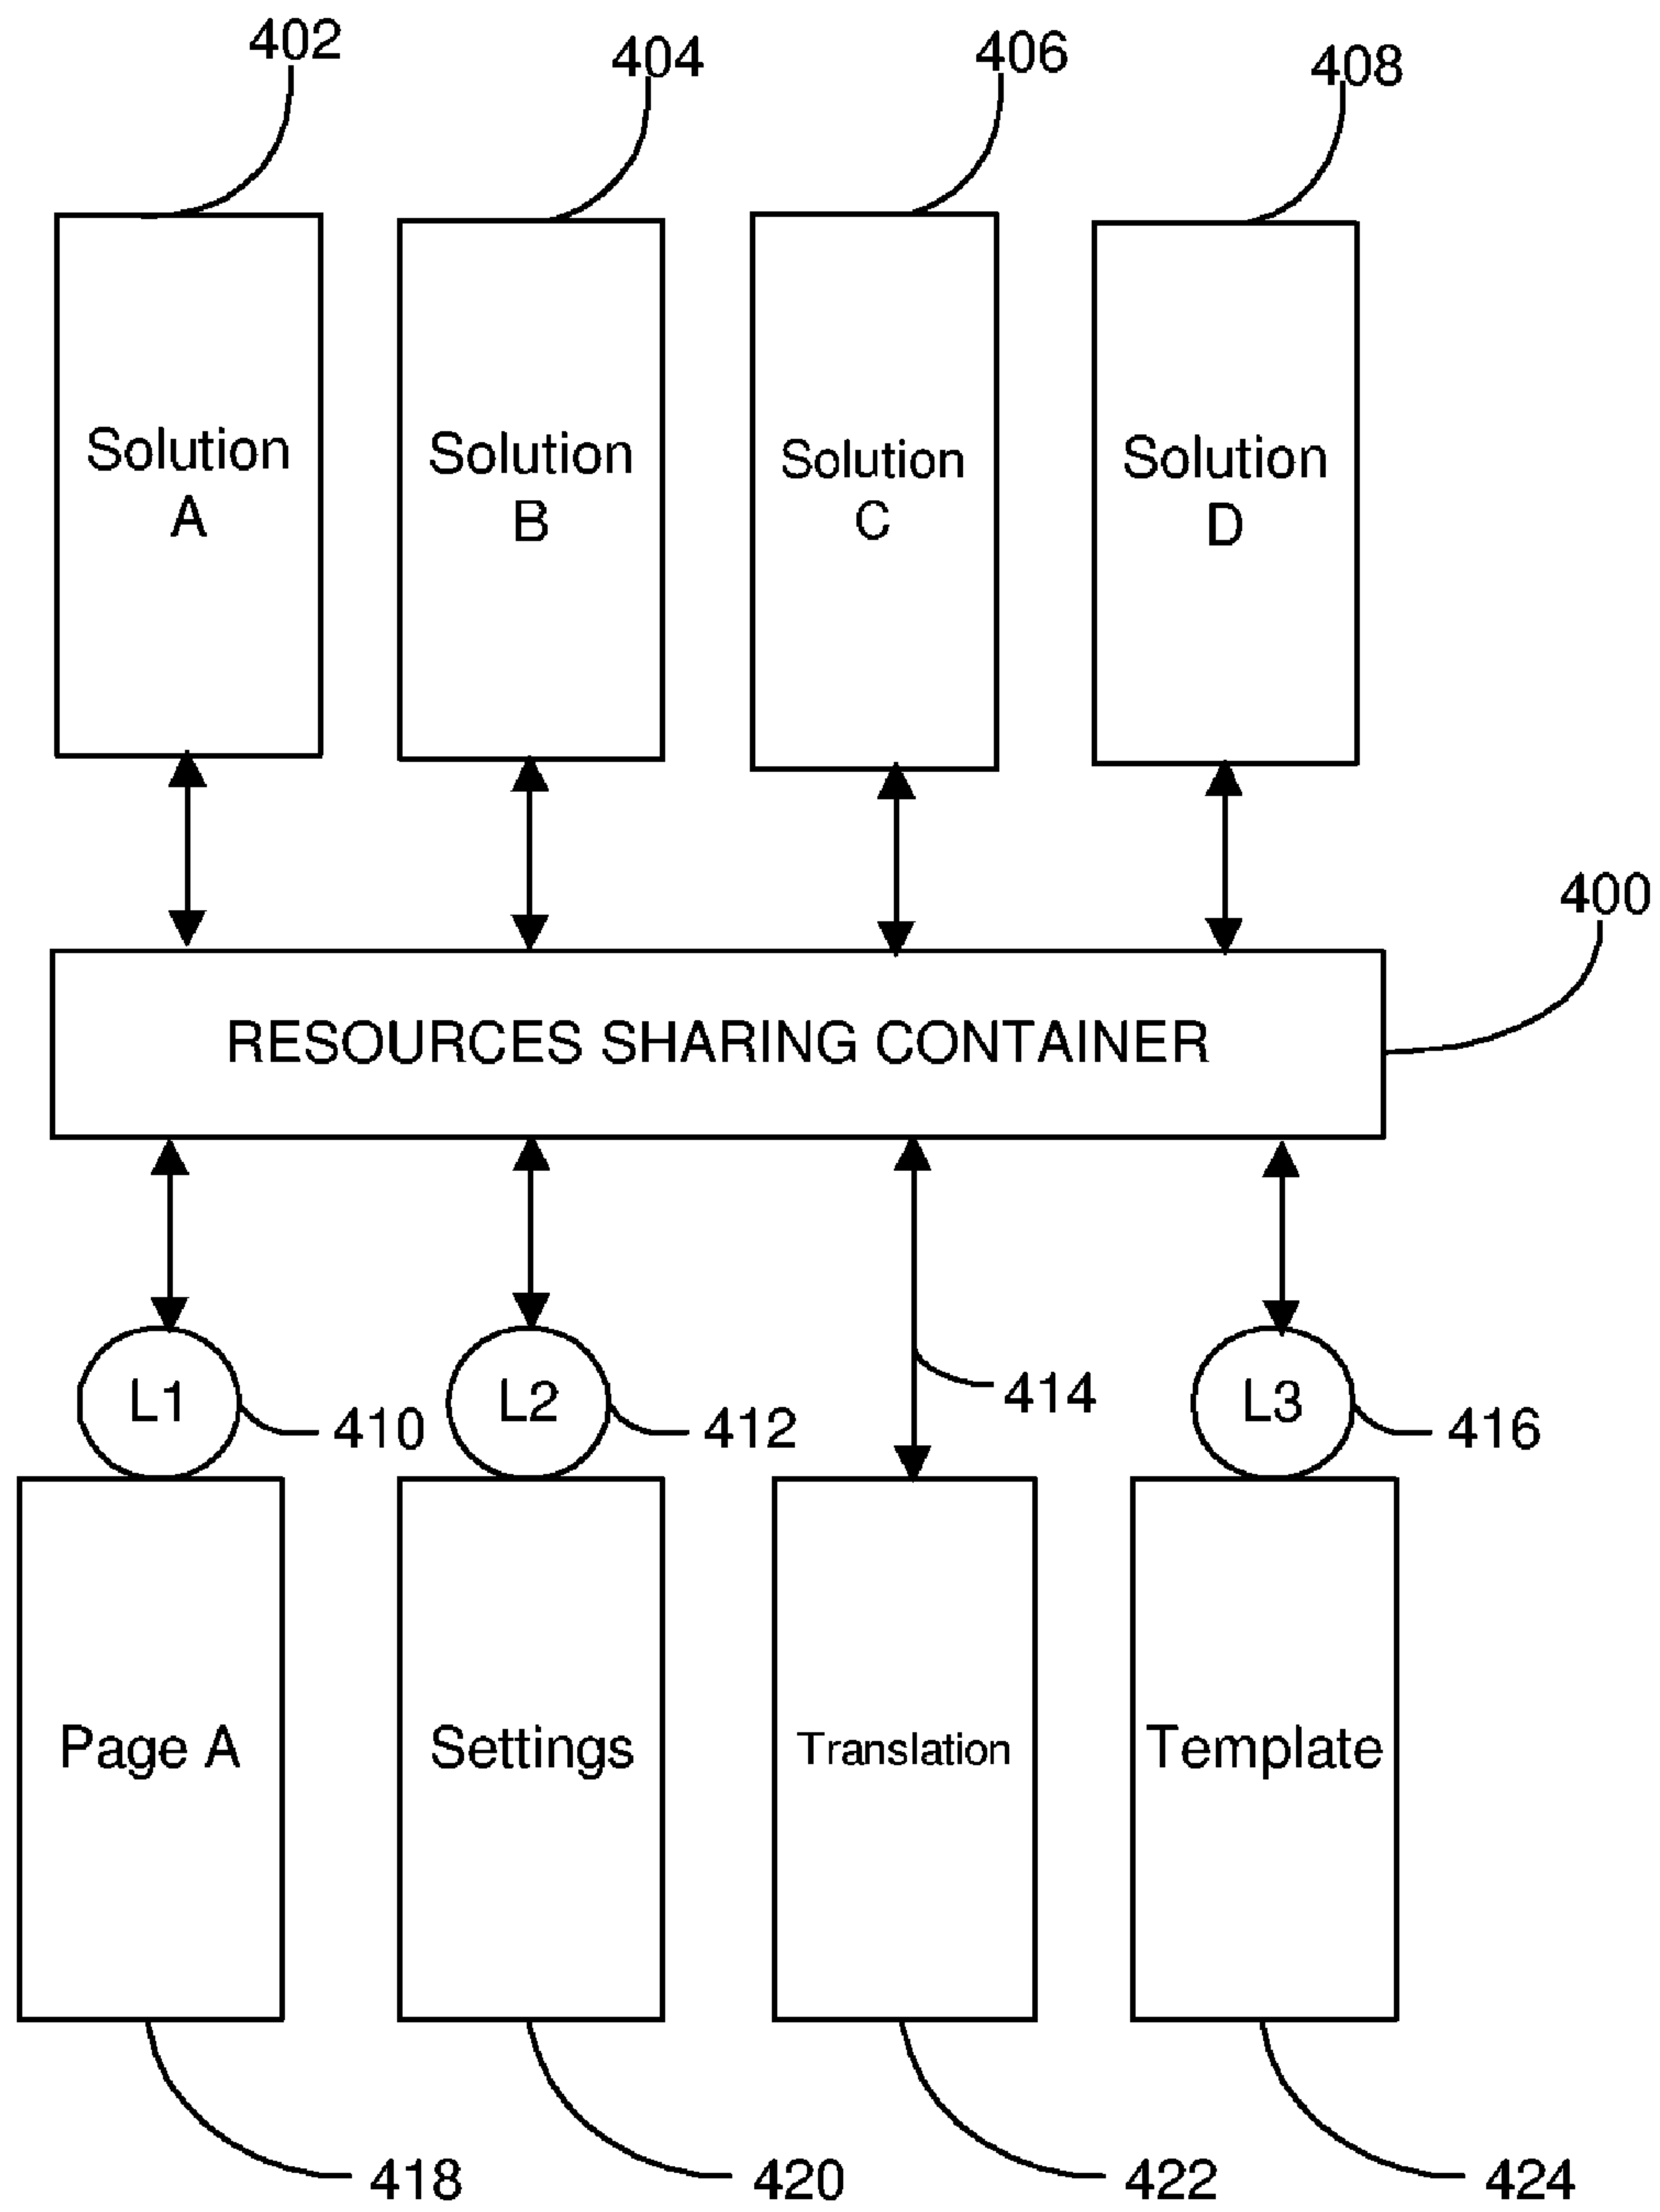 402
404
406
408
Solution
A
Solution
B
Solution
C
Solution
D
400
RESOURCES SHARING CONTAINER
L1
410
L2
412
414
L3
416
Page A
Settings
Translation
Template
418
420
422
424